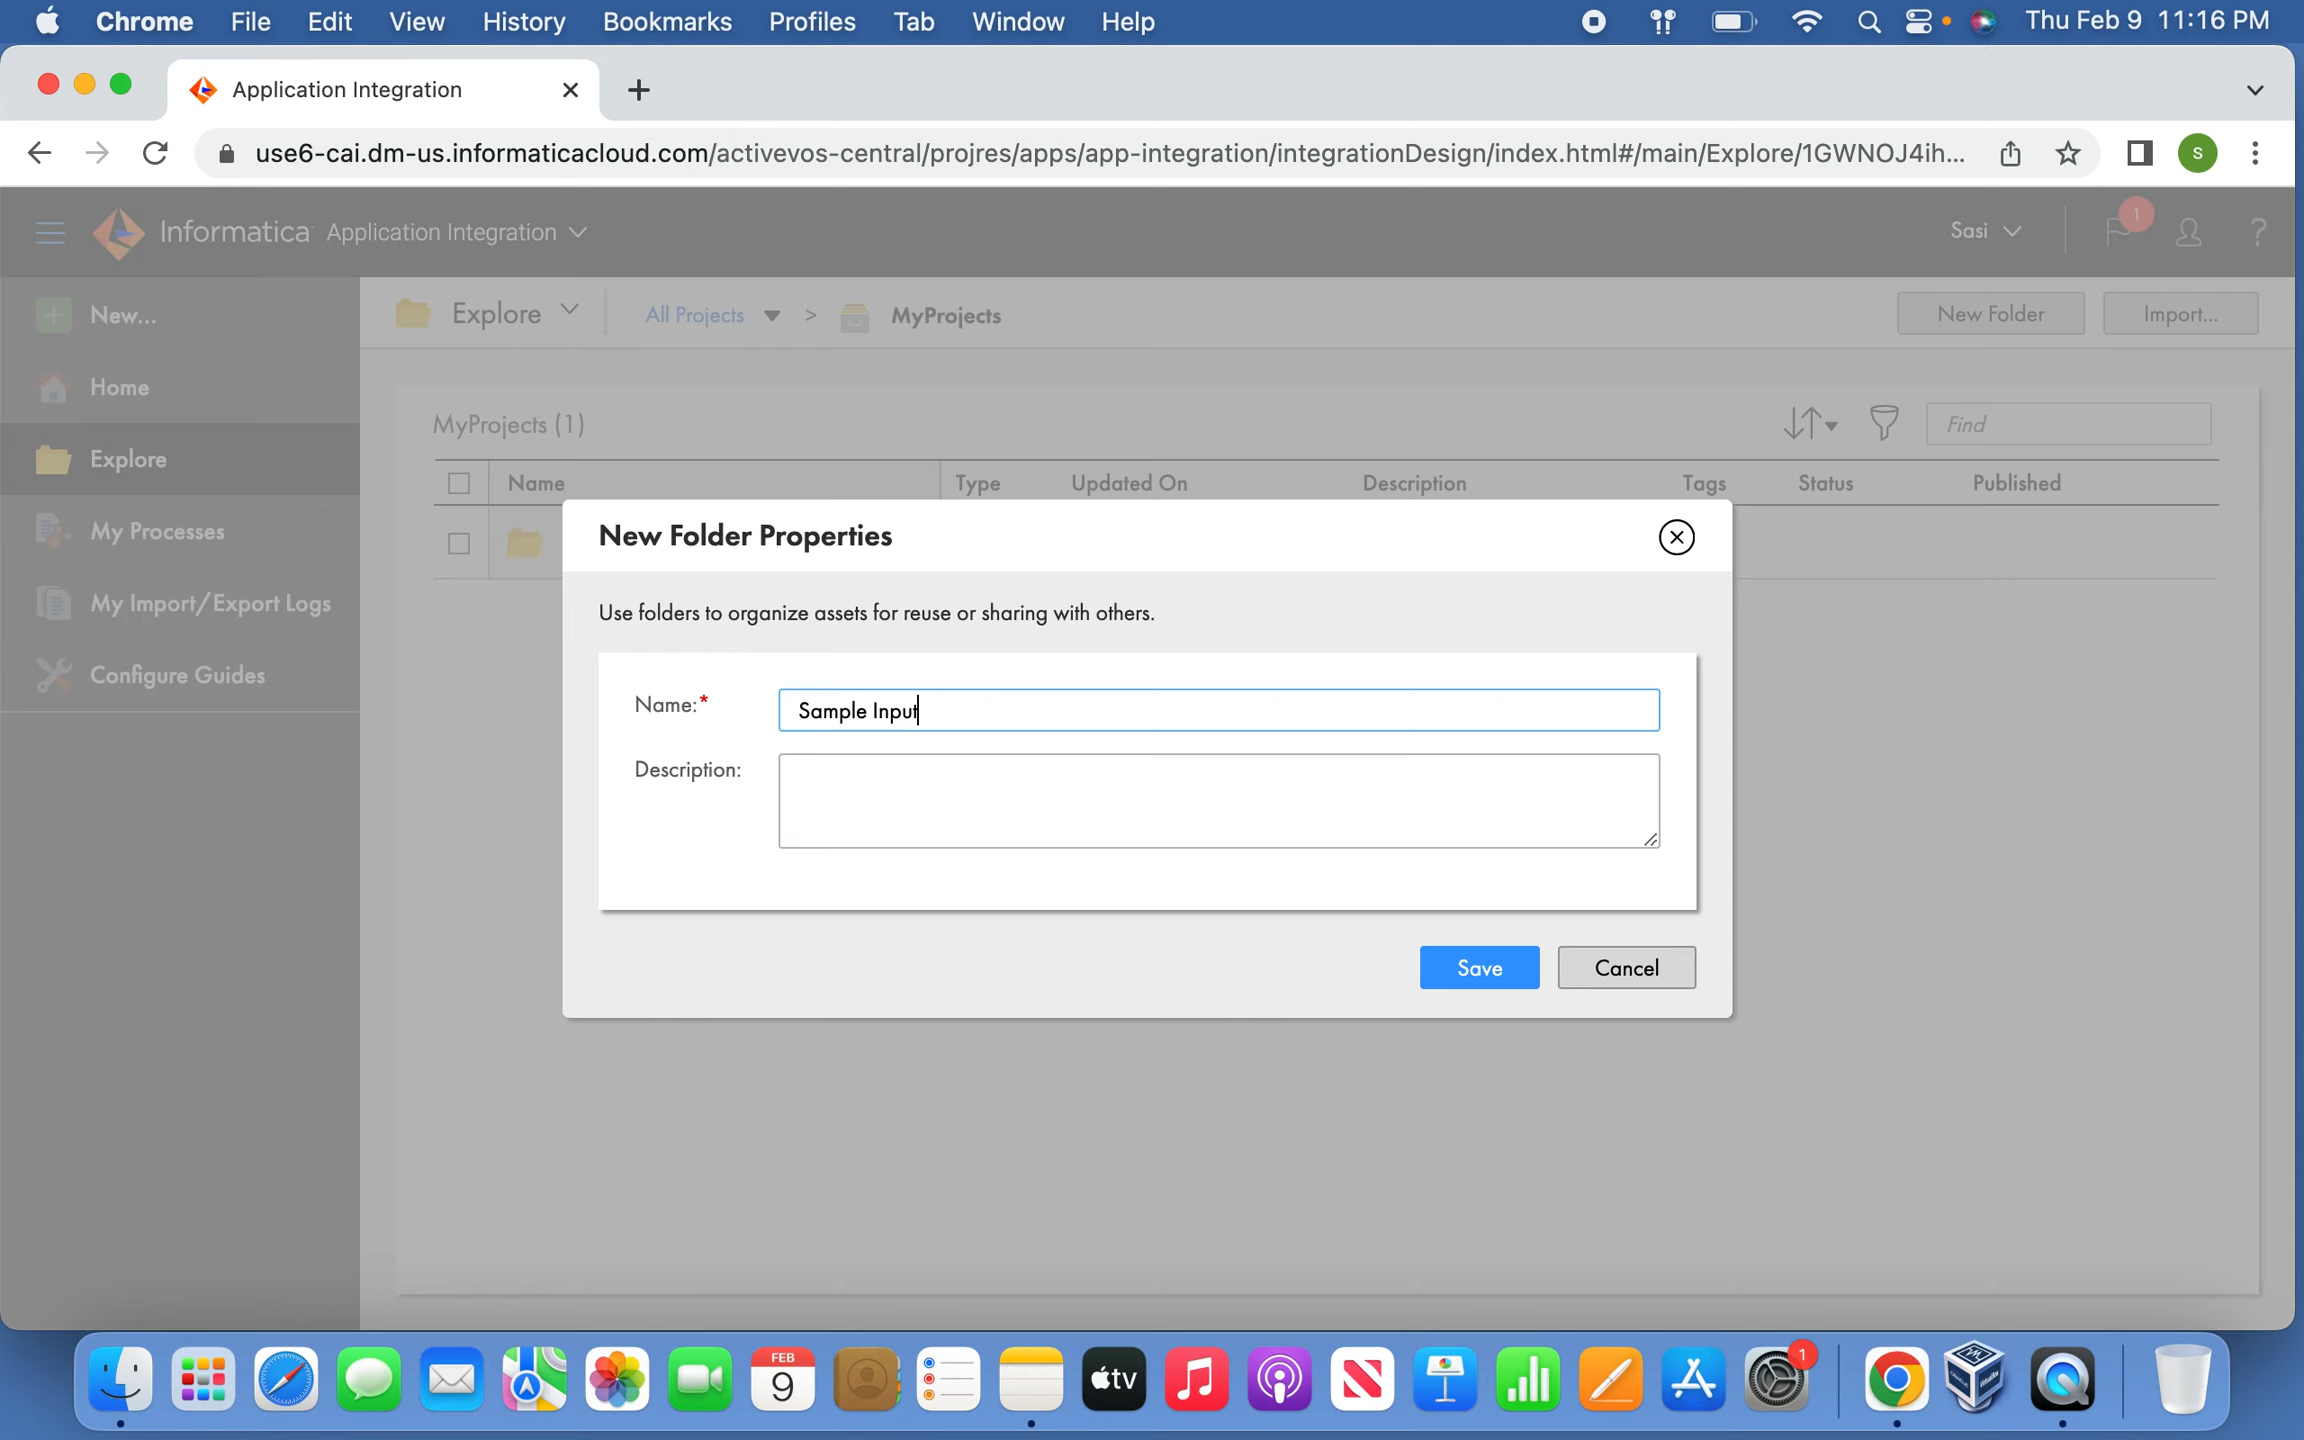 Chrome File Edit View History Bookmarks Profiles Tab Window Help Thu Feb 9 11:16 PM
Application Integration
use6-cai.dm-us.informaticacloud.com/activevos-central/projres/apps/app-integration/integrationDesign/index.html#/main/Explore/1GWNOJ4ih... S
Informatica Application Integration Sasi 1 ?
New... Explore All Projects > MyProjects New Folder Import...
Home
MyProjects (1) Find
Explore
Name Type Updated On Description Tags Status Published
My Processes
New Folder Properties
My Import/Export Logs
Use folders to organize assets for reuse or sharing with others.
Configure Guides
Name:* Sample Input
Description:
Save Cancel
FEB
9
tv
1